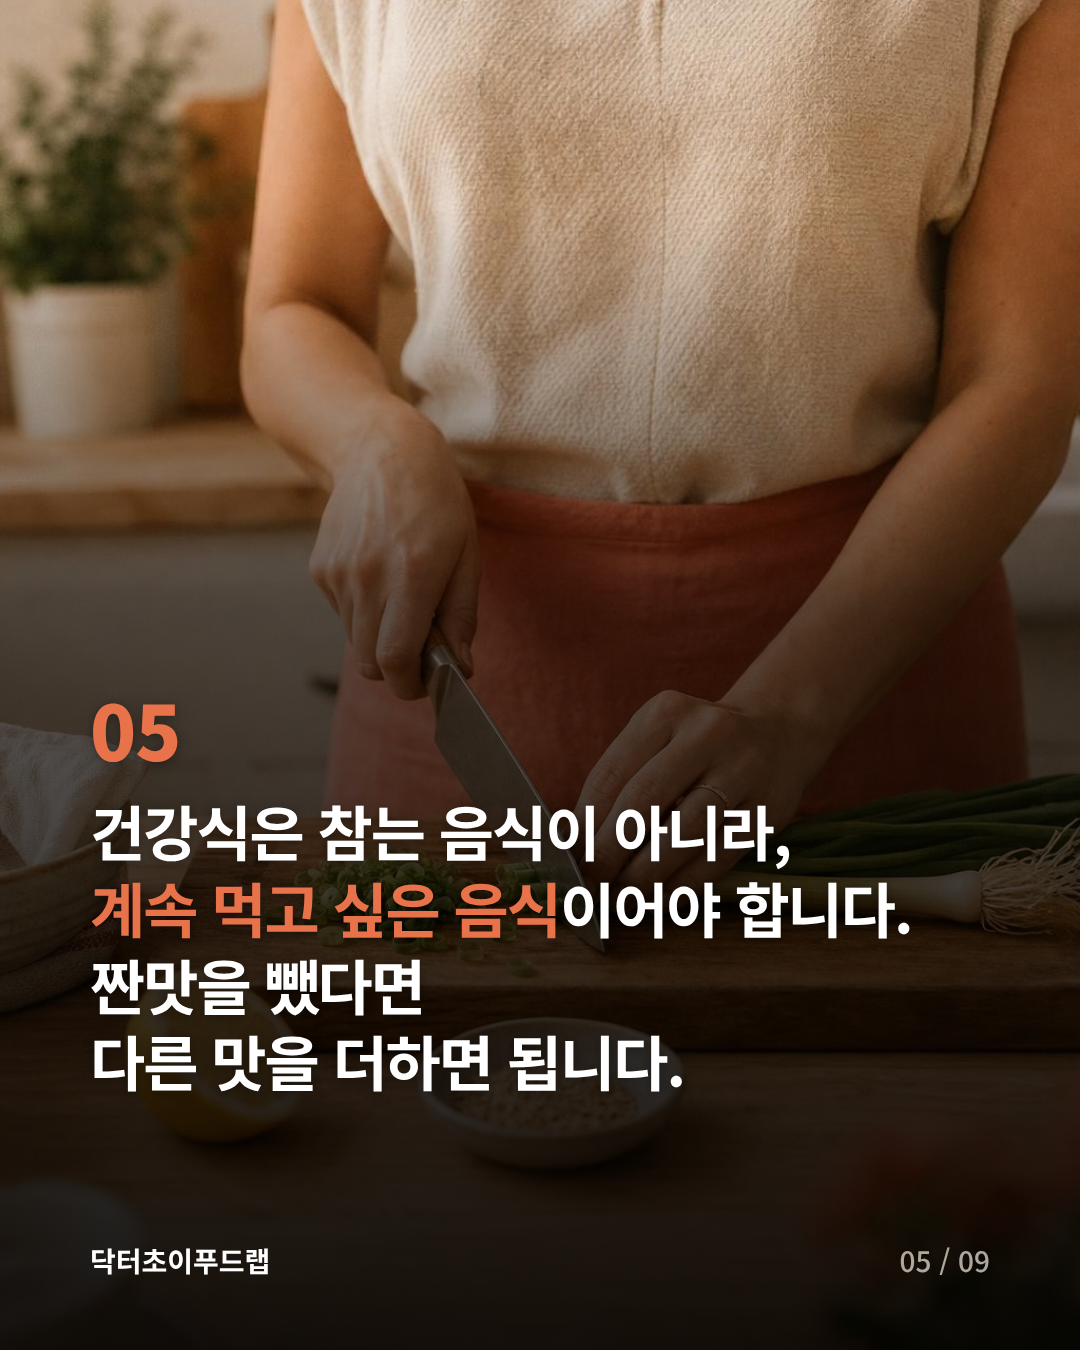 05
건강식은 참는 음식이 아니라,
계속 먹고 싶은 음식이어야 합니다.
짠맛을 뺐다면
다른 맛을 더하면 됩니다.
닥터초이푸드랩
05 / 09